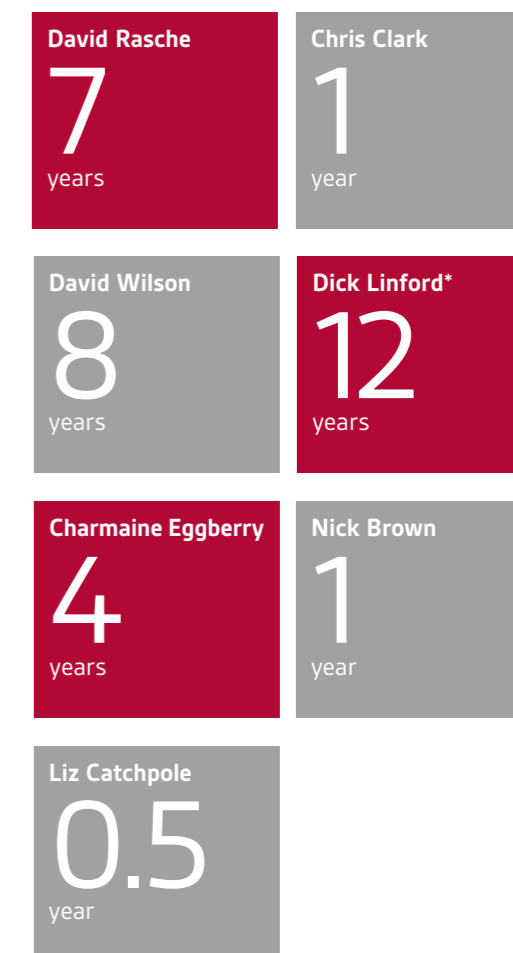 David Rasche
7
years
Chris Clark
1
year
David Wilson
8
years
Dick Linford*
12
years
Charmaine Eggberry
4
years
Nick Brown
1
year
Liz Catchpole
0.5
year